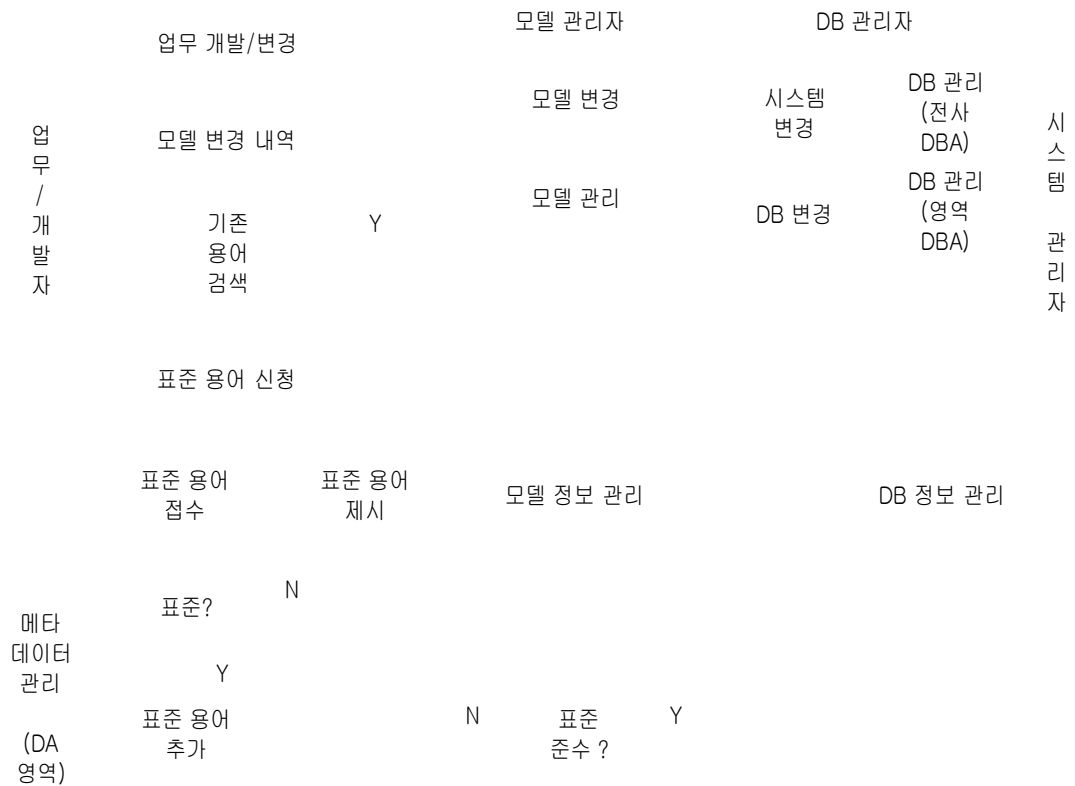 모델 관리자
DB 관리자
업무 개발/변경
모델 변경
시스템
변경
DB 관리
(전사
DBA)
업
무
/
개
발
자
모델 변경 내역
시
스
템
관
리
자
모델 관리
DB 변경
DB 관리
(영역
DBA)
기존
용어
검색
Y
표준 용어 신청
표준 용어
접수
표준 용어
제시
모델 정보 관리
DB 정보 관리
표준?
N
메타
데이터
관리
(DA
영역)
Y
표준 용어
추가
N
표준
준수 ?
Y